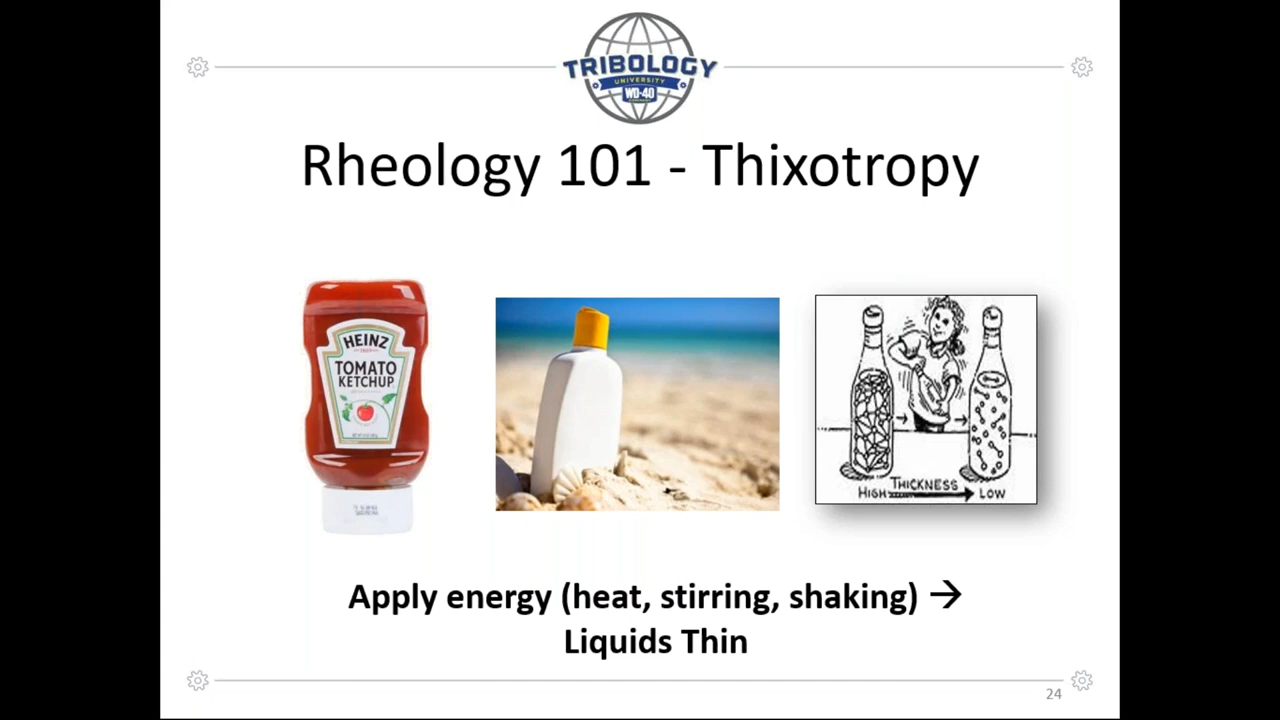 TRIBOLOGY
UNIVERSITY
WD-40
Rheology 101 - Thixotropy
HEINZ
TOMATO
KETCHUP
THICKNESS
HIGH
LOW
Apply energy (heat, stirring, shaking) →
Liquids Thin
24